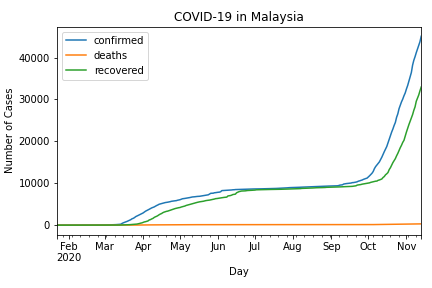 COVID-19 in Malaysia
confirmed
deaths
recovered
Number of Cases
40000
30000
20000
10000
0
Feb Mar Apr May Jun Jul Aug Sep Oct Nov
2020
Day